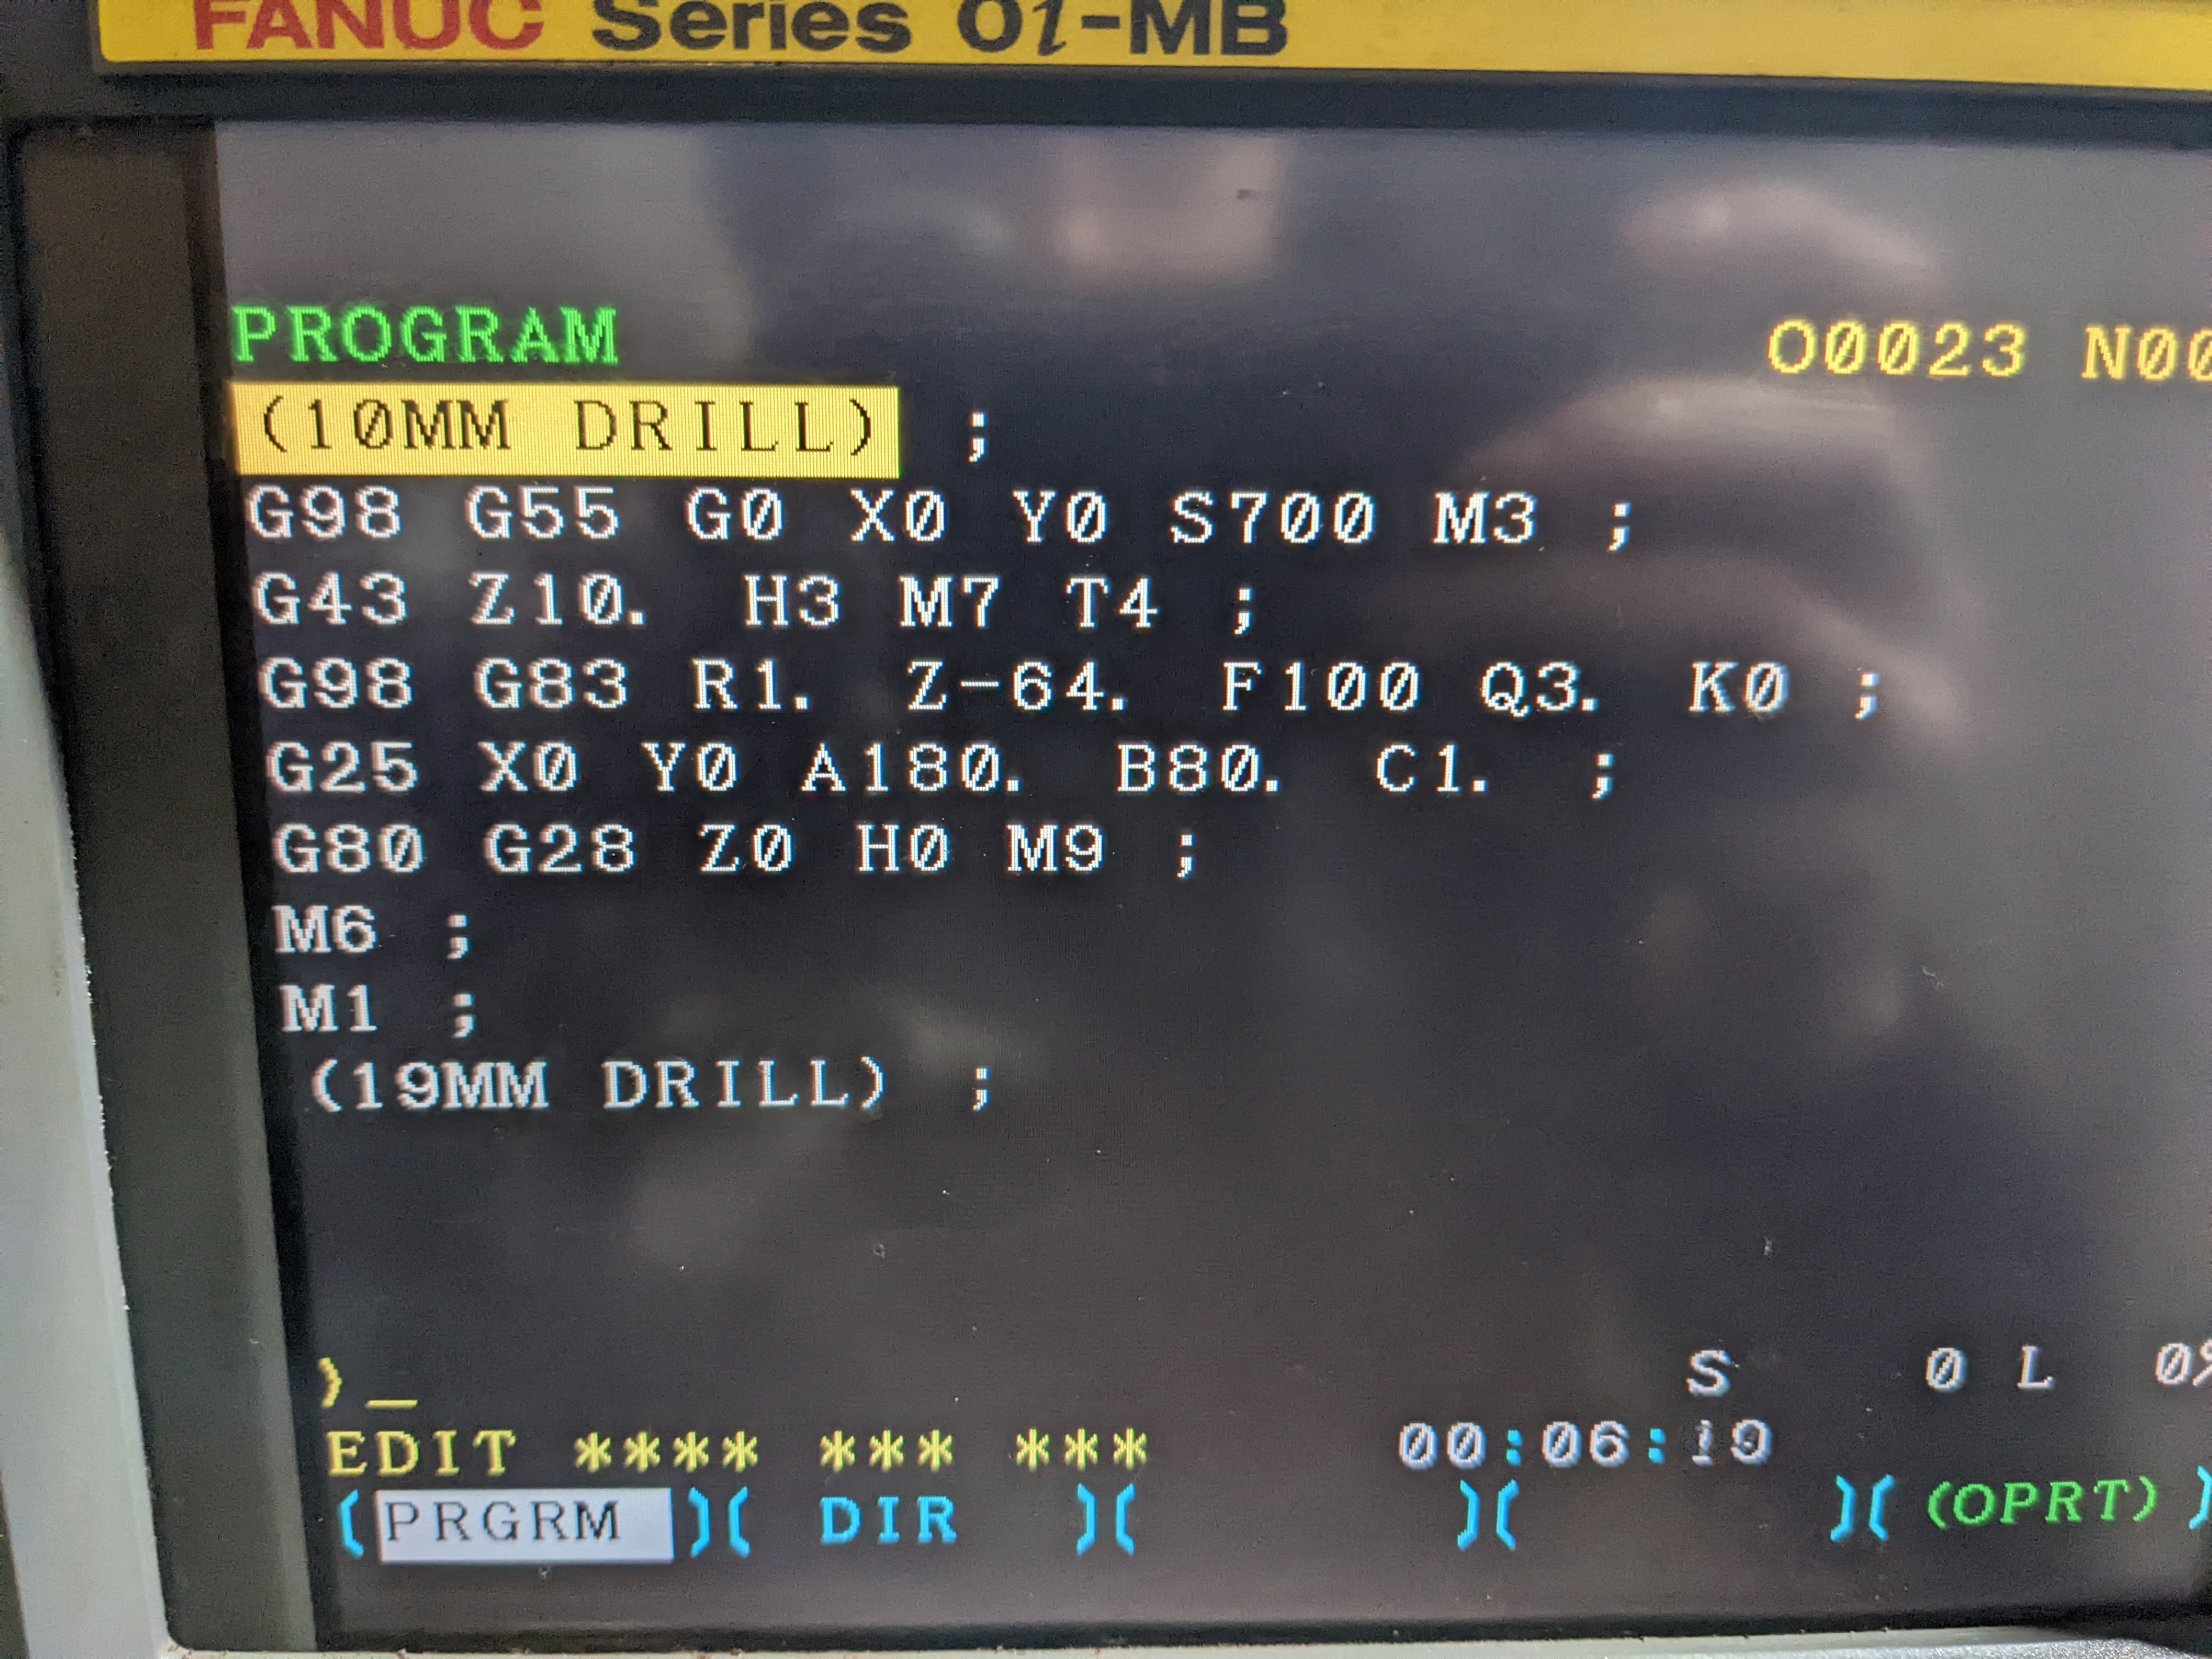 FANUC Series 0i-MB
PROGRAM O0023 N00
(10MM DRILL) ;
G98 G55 G0 X0 Y0 S700 M3 ;
G43 Z10. H3 M7 T4 ;
G98 G83 R1. Z-64. F100 Q3. K0 ;
G25 X0 Y0 A180. B80. C1. ;
G80 G28 Z0 H0 M9 ;
M6 ;
M1 ;
(19MM DRILL) ;
S 0 L 0%
)_
EDIT **** *** *** 00:06:19
(PRGRM )( DIR )( )( )( (OPRT) )